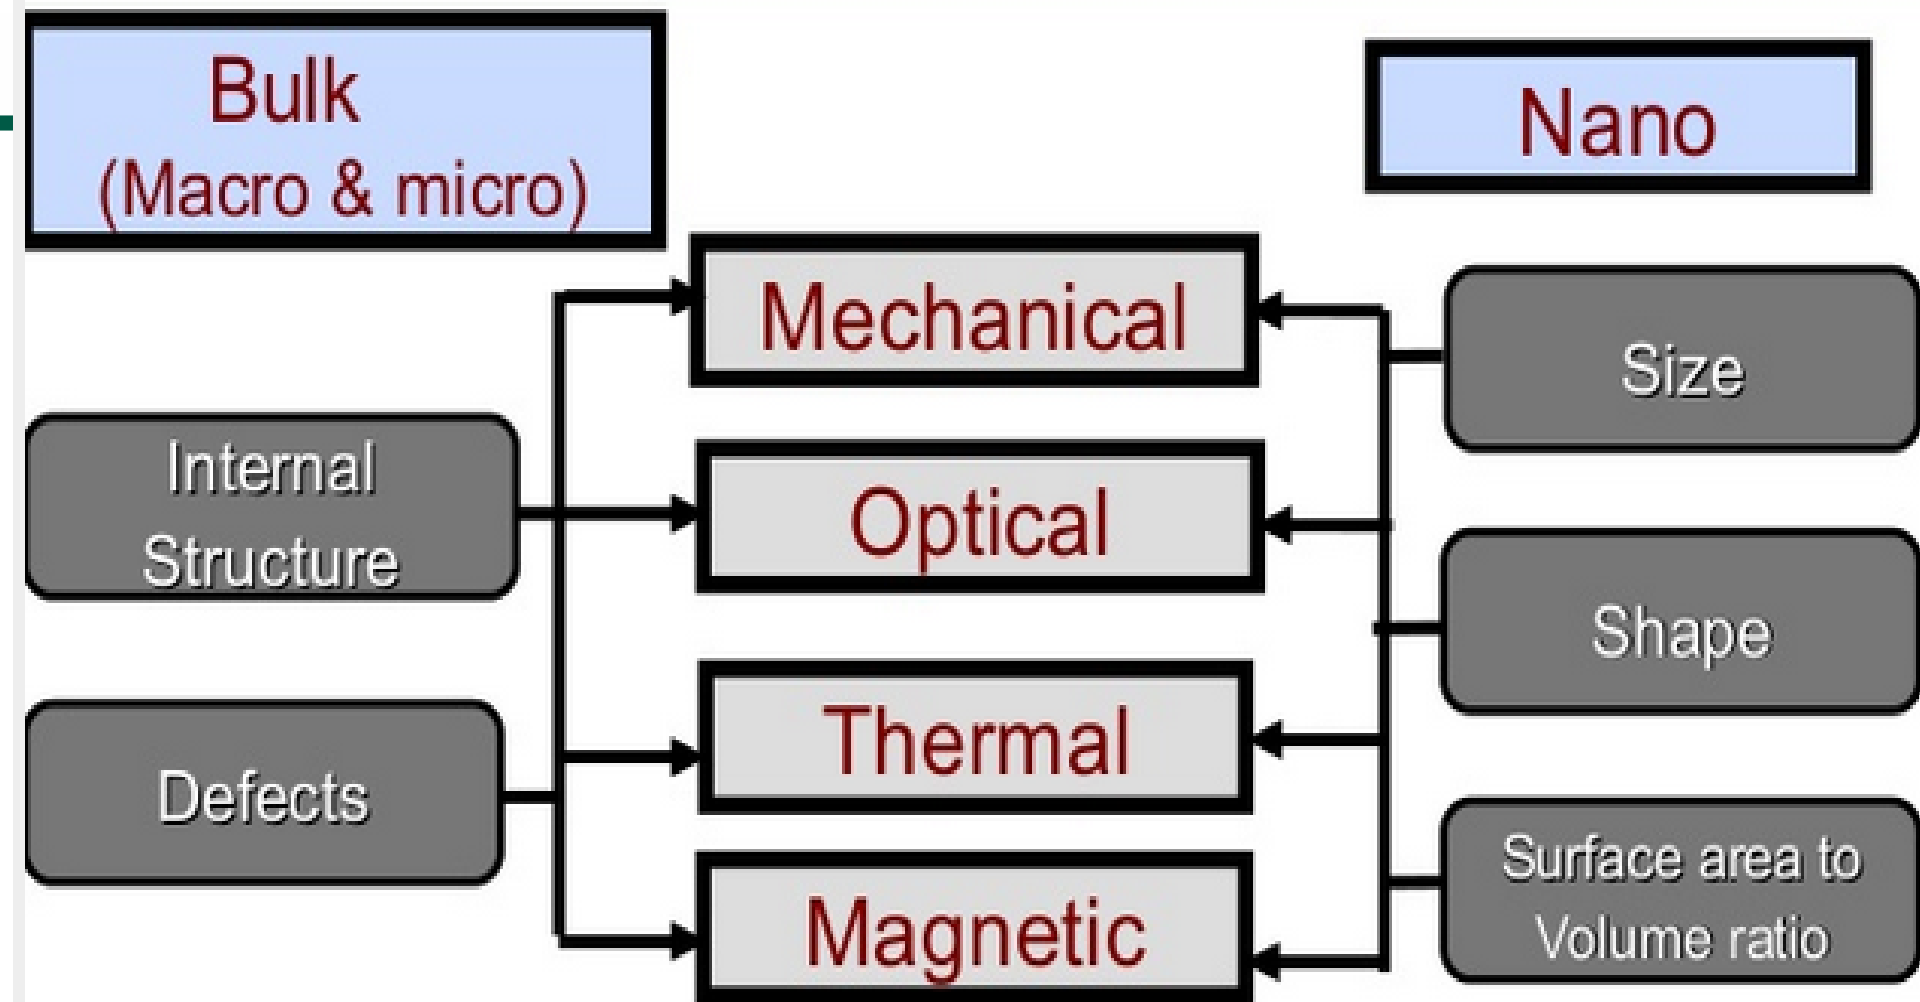 Bulk
(Macro & micro)
Nano
Mechanical
Size
Internal
Structure
Optical
Shape
Thermal
Defects
Surface area to
Volume ratio
Magnetic